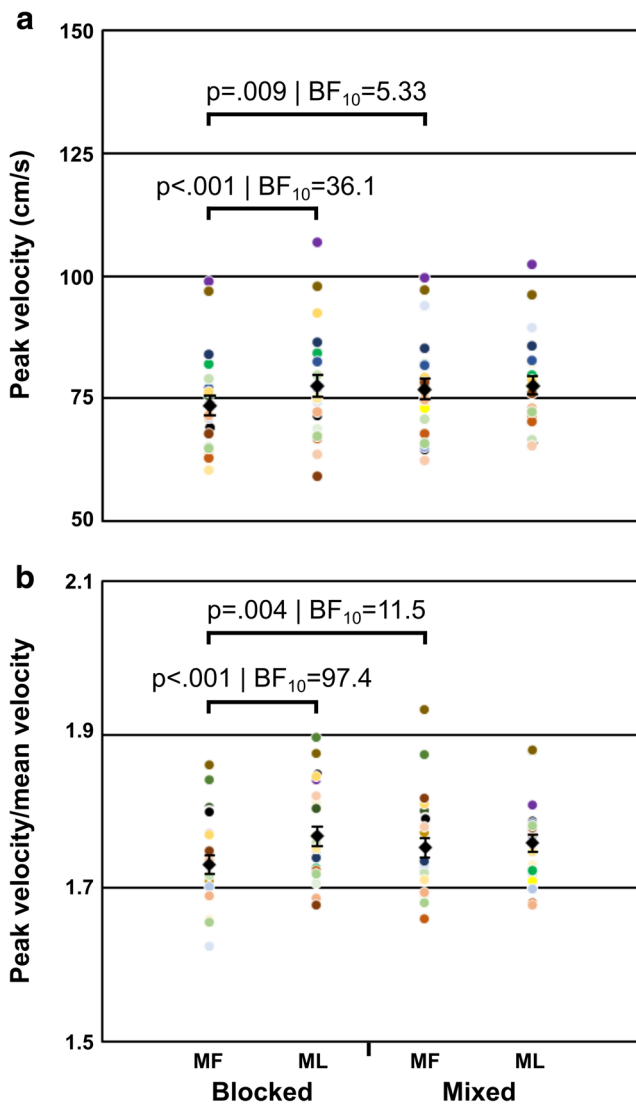 a
150
p=.009 | BF₁₀=5.33
125
p<.001 | BF₁₀=36.1
100
75
50
Peak velocity (cm/s)
b
2.1
p=.004 | BF₁₀=11.5
p<.001 | BF₁₀=97.4
1.9
1.7
1.5
Peak velocity/mean velocity
MF ML MF ML
Blocked Mixed